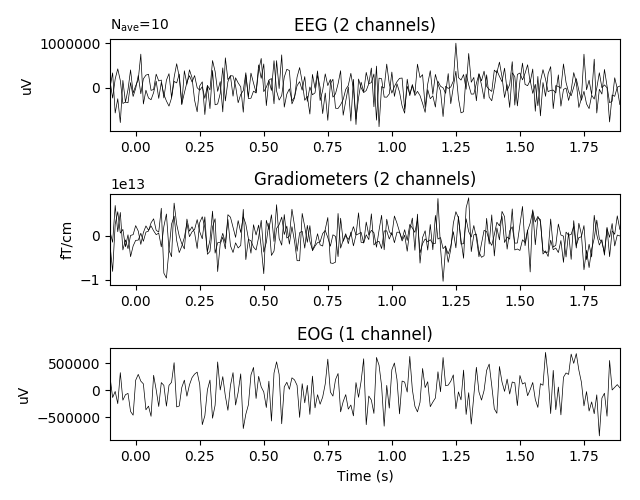 N_ave=10
EEG (2 channels)
1000000
0
uV
0.00 0.25 0.50 0.75 1.00 1.25 1.50 1.75
1e13
Gradiometers (2 channels)
0
−1
fT/cm
0.00 0.25 0.50 0.75 1.00 1.25 1.50 1.75
EOG (1 channel)
500000
0
−500000
uV
0.00 0.25 0.50 0.75 1.00 1.25 1.50 1.75
Time (s)